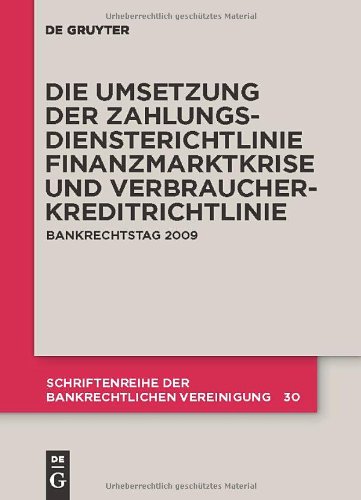 Urheberrechtlich geschütztes Material
DE GRUYTER
DIE UMSETZUNG
DER ZAHLUNGS-
DIENSTERICHTLINIE
FINANZMARKTKRISE
UND VERBRAUCHER-
KREDITRICHTLINIE
BANKRECHTSTAG 2009
SCHRIFTENREIHE DER
BANKRECHTLICHEN VEREINIGUNG 30
DE
G
Urheberrechtlich geschütztes Material